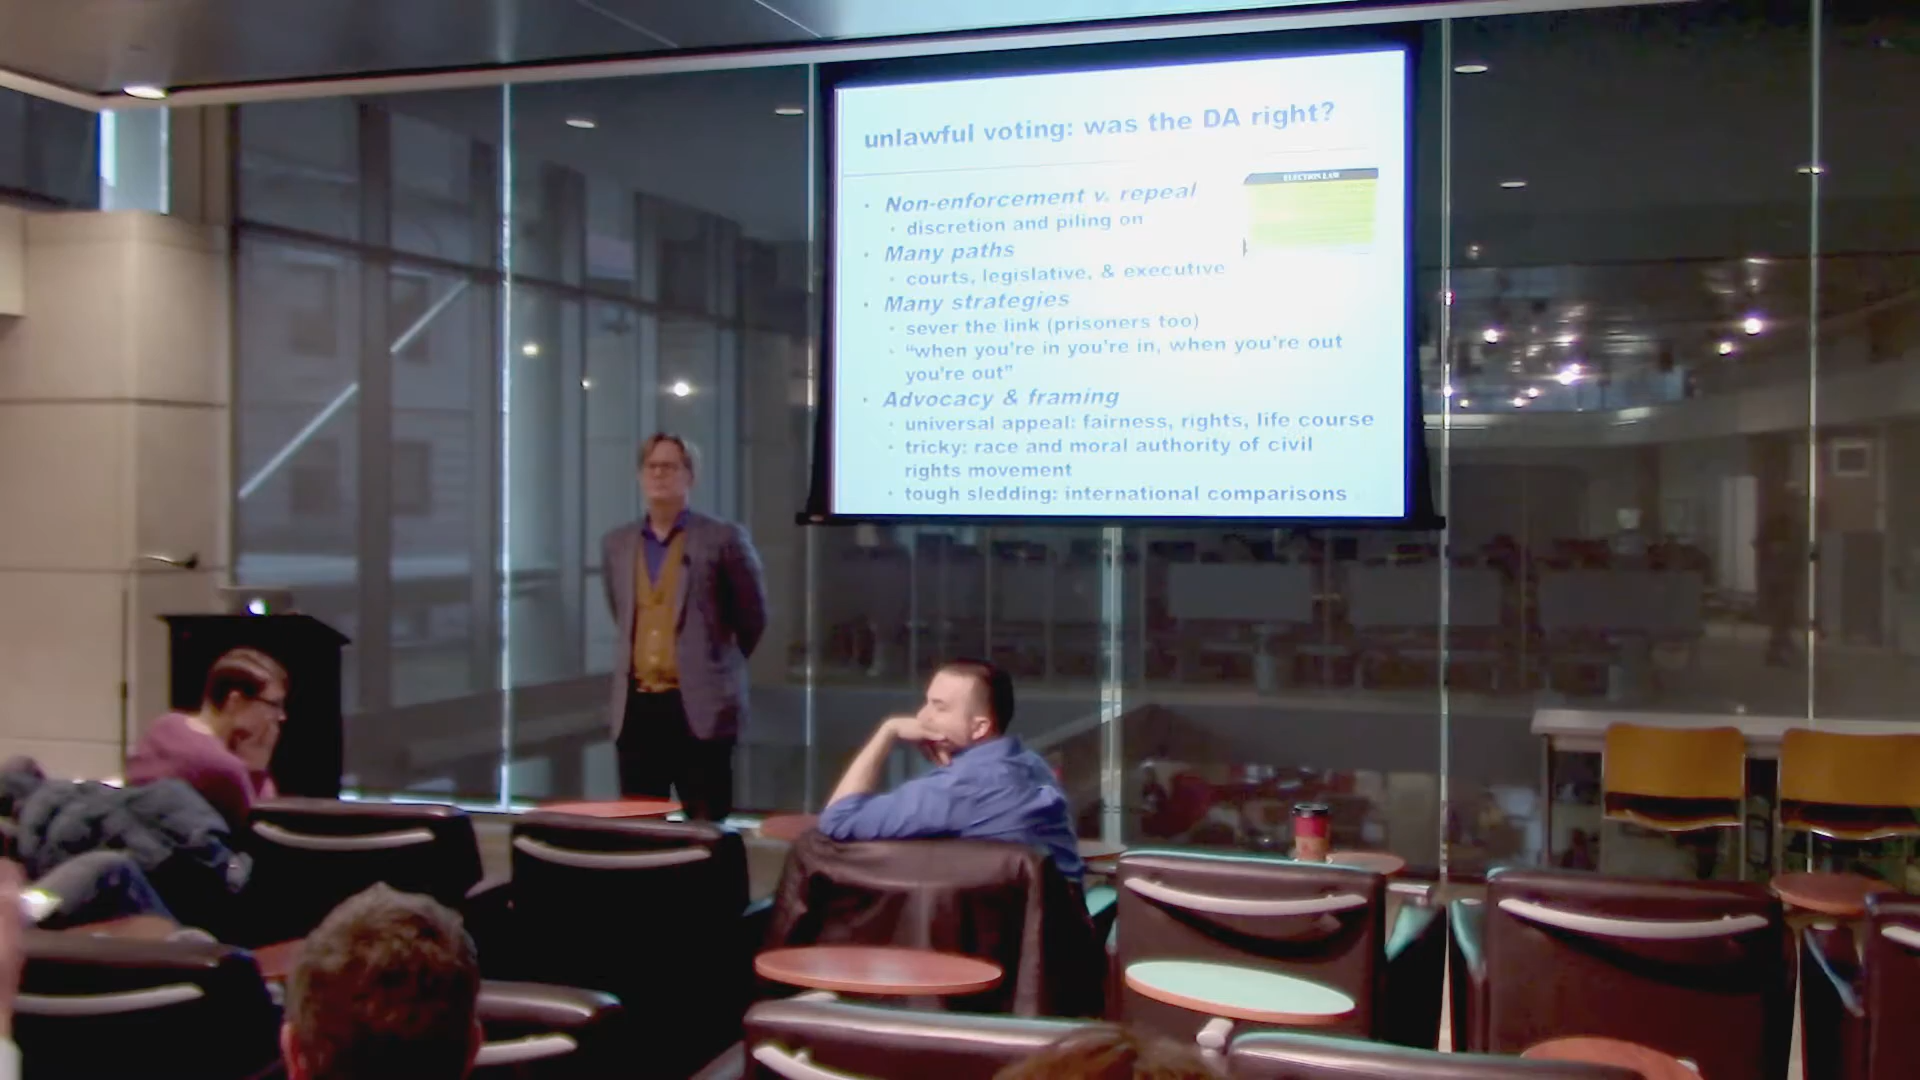 unlawful voting: was the DA right?
ELECTION LAW
Non-enforcement v. repeal
discretion and piling on
Many paths
courts, legislative, & executive
Many strategies
sever the link (prisoners too)
“when you’re in you’re in, when you’re out
you’re out”
Advocacy & framing
universal appeal: fairness, rights, life course
tricky: race and moral authority of civil
rights movement
tough sledding: international comparisons